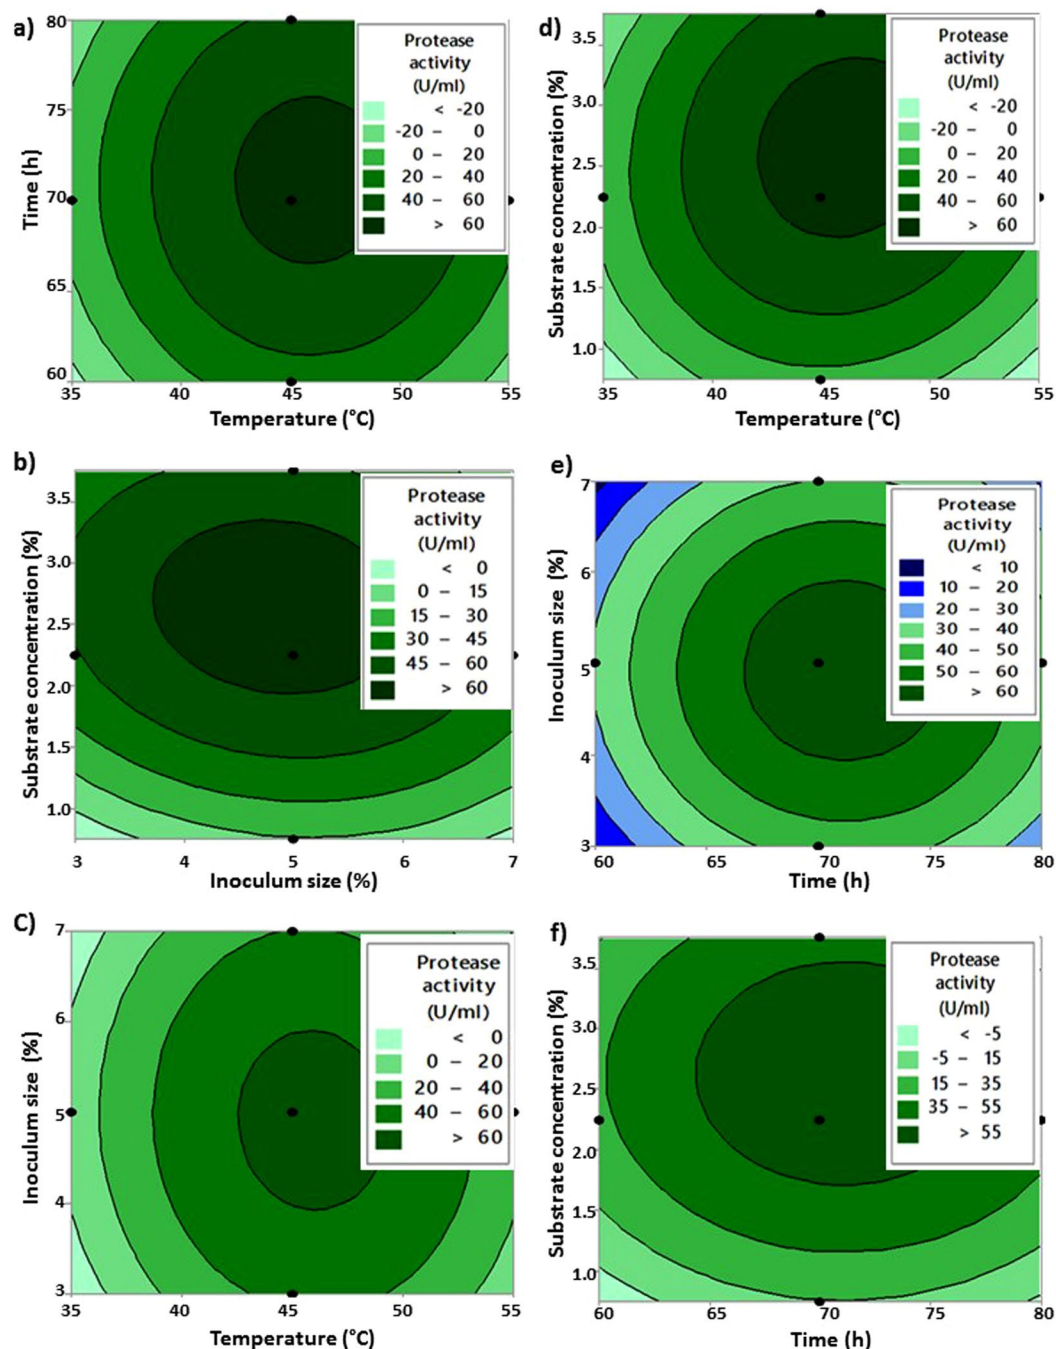 a)
80
75
70
65
60
Time (h)
35
40
45
50
55
Temperature (°C)
Protease
activity
(U/ml)
< -20
-20 – 0
0 – 20
20 – 40
40 – 60
> 60
d)
3.5
3.0
2.5
2.0
1.5
1.0
Substrate concentration (%)
35
40
45
50
55
Temperature (°C)
Protease
activity
(U/ml)
< -20
-20 – 0
0 – 20
20 – 40
40 – 60
> 60
b)
3.5
3.0
2.5
2.0
1.5
1.0
Substrate concentration (%)
3
4
5
6
7
Inoculum size (%)
Protease
activity
(U/ml)
< 0
0 – 15
15 – 30
30 – 45
45 – 60
> 60
e)
7
6
5
4
3
Inoculum size (%)
60
65
70
75
80
Time (h)
Protease
activity
(U/ml)
< 10
10 – 20
20 – 30
30 – 40
40 – 50
50 – 60
> 60
C)
7
6
5
4
3
Inoculum size (%)
35
40
45
50
55
Temperature (°C)
Protease
activity
(U/ml)
< 0
0 – 20
20 – 40
40 – 60
> 60
f)
3.5
3.0
2.5
2.0
1.5
1.0
Substrate concentration (%)
60
65
70
75
80
Time (h)
Protease
activity
(U/ml)
< -5
-5 – 15
15 – 35
35 – 55
> 55